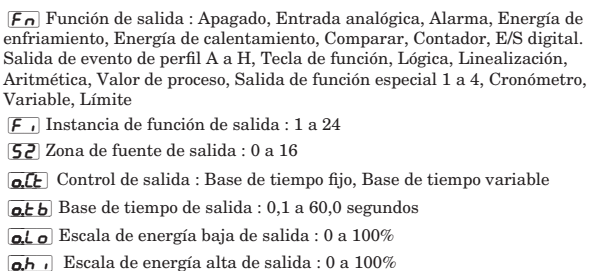 Fn Función de salida : Apagado, Entrada analógica, Alarma, Energía de
enfriamiento, Energía de calentamiento, Comparar, Contador, E/S digital.
Salida de evento de perfil A a H, Tecla de función, Lógica, Linealización,
Aritmética, Valor de proceso, Salida de función especial 1 a 4, Cronómetro,
Variable, Límite
F i Instancia de función de salida : 1 a 24
SZ Zona de fuente de salida : 0 a 16
o.Ct Control de salida : Base de tiempo fijo, Base de tiempo variable
o.tb Base de tiempo de salida : 0,1 a 60,0 segundos
o.Lo Escala de energía baja de salida : 0 a 100%
o.hi Escala de energía alta de salida : 0 a 100%